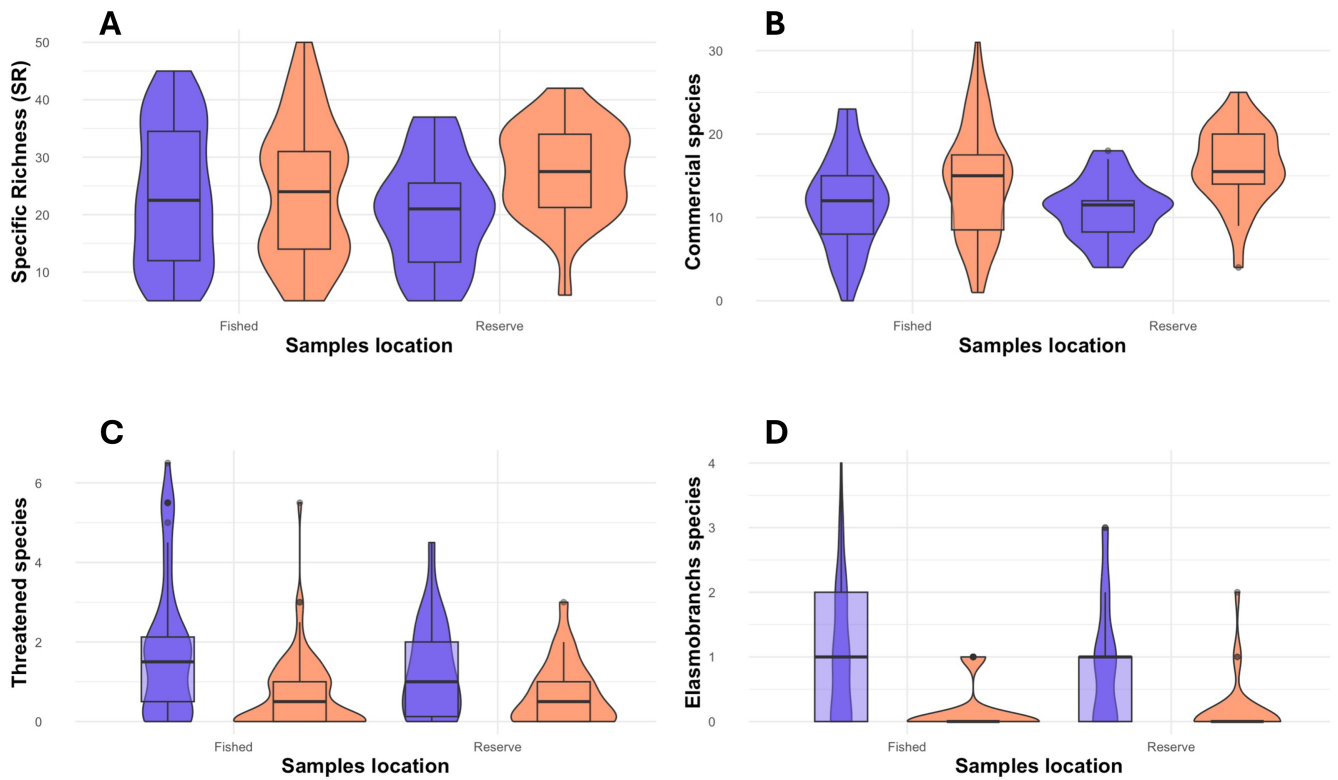 A
Specific Richness (SR)
50
40
30
20
10
Fished
Reserve
Samples location
B
Commercial species
30
20
10
0
Fished
Reserve
Samples location
C
Threatened species
6
4
2
0
Fished
Reserve
Samples location
D
Elasmobranchs species
4
3
2
1
0
Fished
Reserve
Samples location